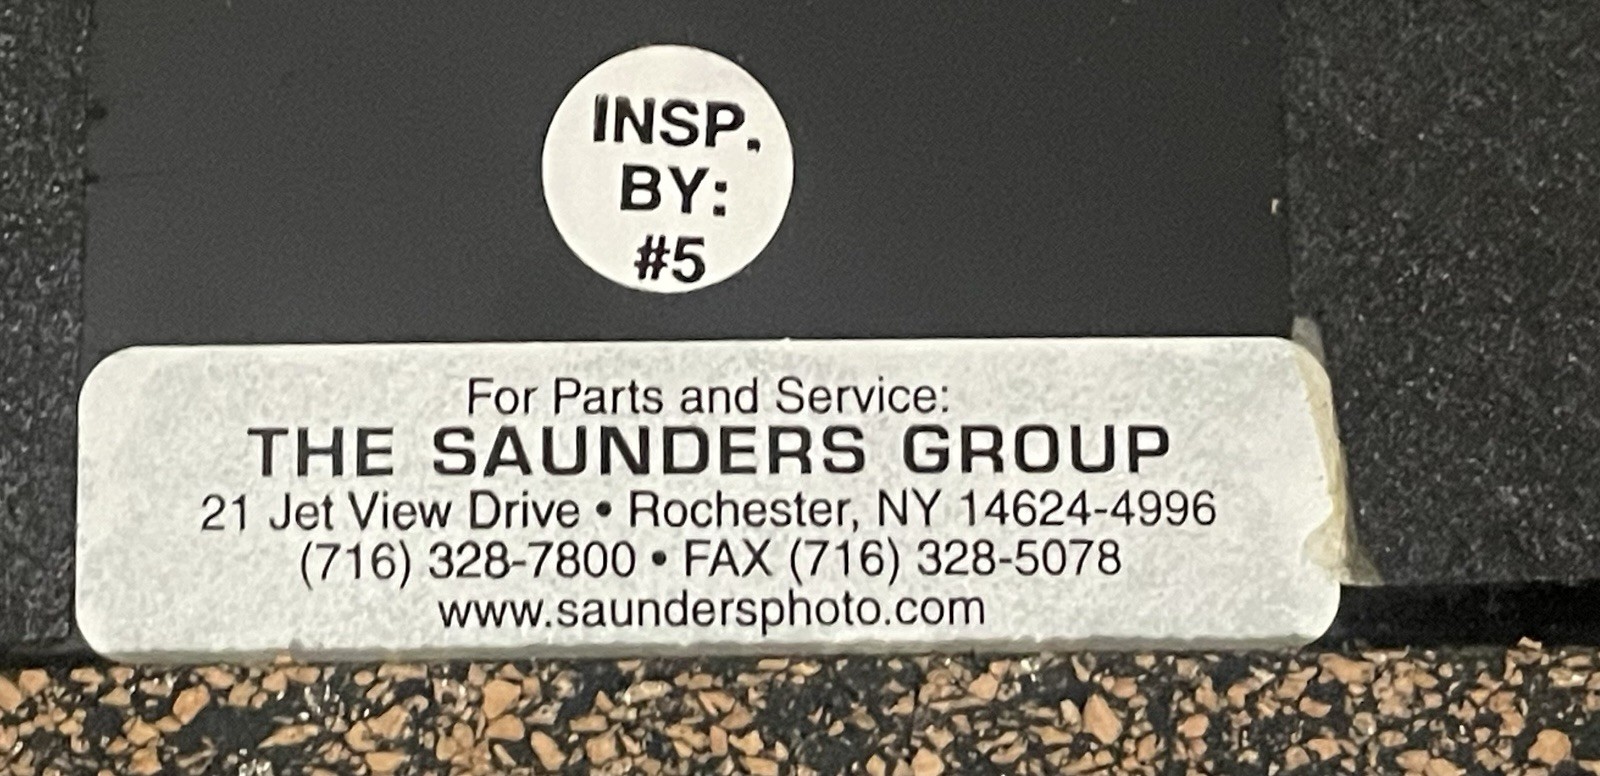 INSP.
BY:
#5
For Parts and Service:
THE SAUNDERS GROUP
21 Jet View Drive • Rochester, NY 14624-4996
(716) 328-7800 • FAX (716) 328-5078
www.saundersphoto.com